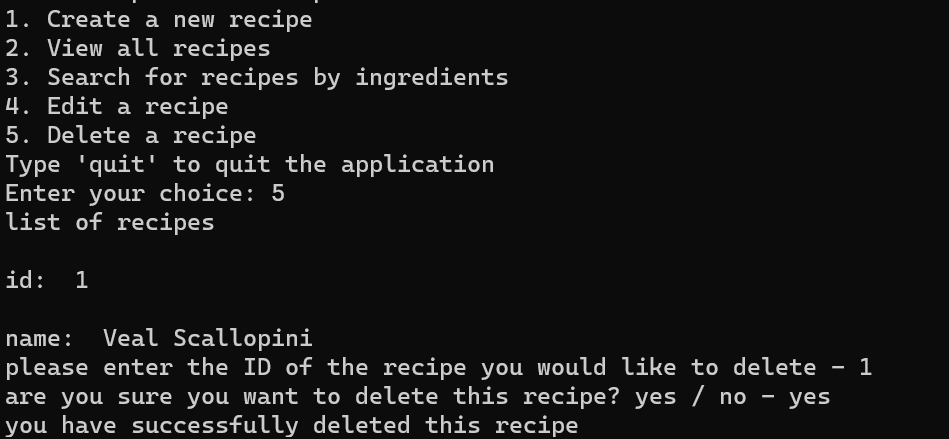 1. Create a new recipe
2. View all recipes
3. Search for recipes by ingredients
4. Edit a recipe
5. Delete a recipe
Type 'quit' to quit the application
Enter your choice: 5
list of recipes
id:  1
name:  Veal Scallopini
please enter the ID of the recipe you would like to delete - 1
are you sure you want to delete this recipe? yes / no - yes
you have successfully deleted this recipe